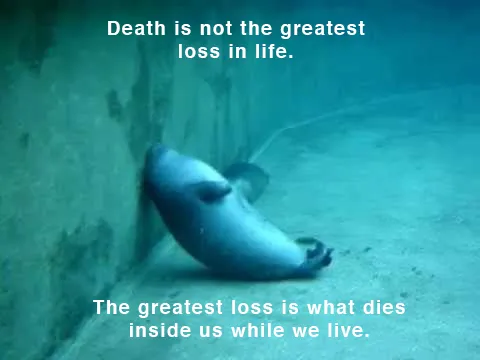 Death is not the greatest
loss in life.
The greatest loss is what dies
inside us while we live.